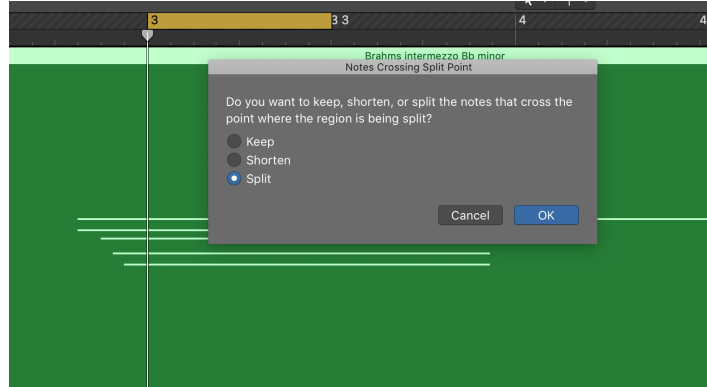 3
3 3
4
4
Brahms intermezzo Bb minor
Notes Crossing Split Point
Do you want to keep, shorten, or split the notes that cross the
point where the region is being split?
Keep
Shorten
Split
Cancel
OK